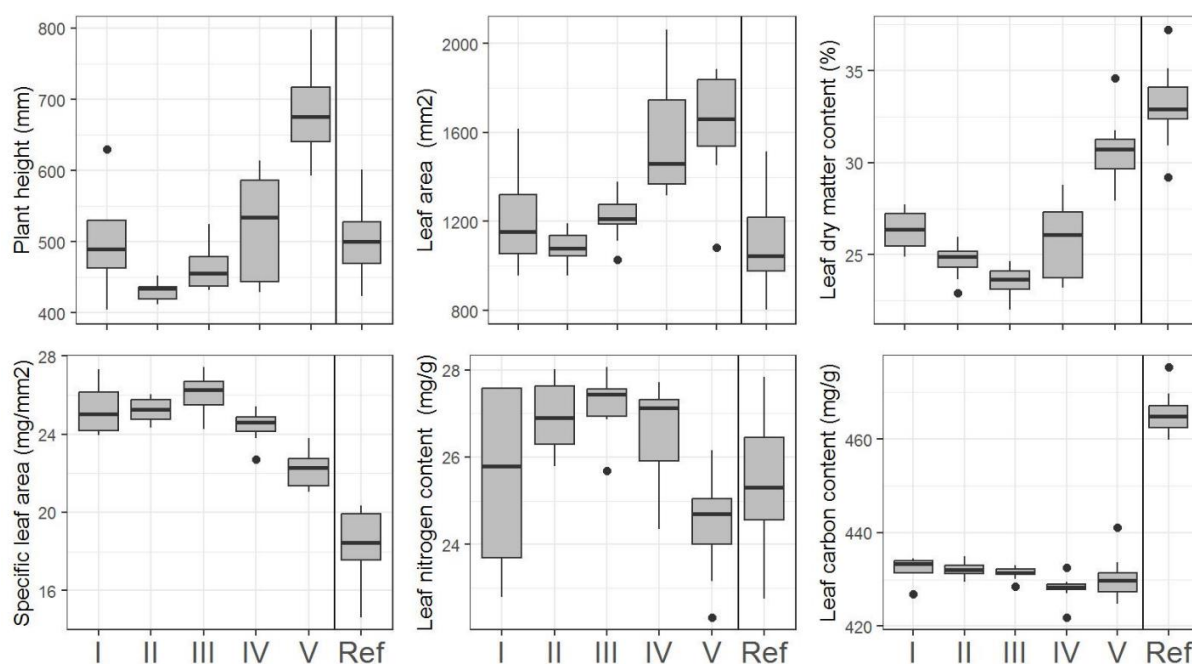 Plant height (mm)
800
700
600
500
400
Leaf area (mm2)
2000
1600
1200
800
Leaf dry matter content (%)
35
30
25
Specific leaf area (mg/mm2)
28
24
20
16
Leaf nitrogen content (mg/g)
28
26
24
Leaf carbon content (mg/g)
460
440
420
I II III IV V Ref
I II III IV V Ref
I II III IV V Ref